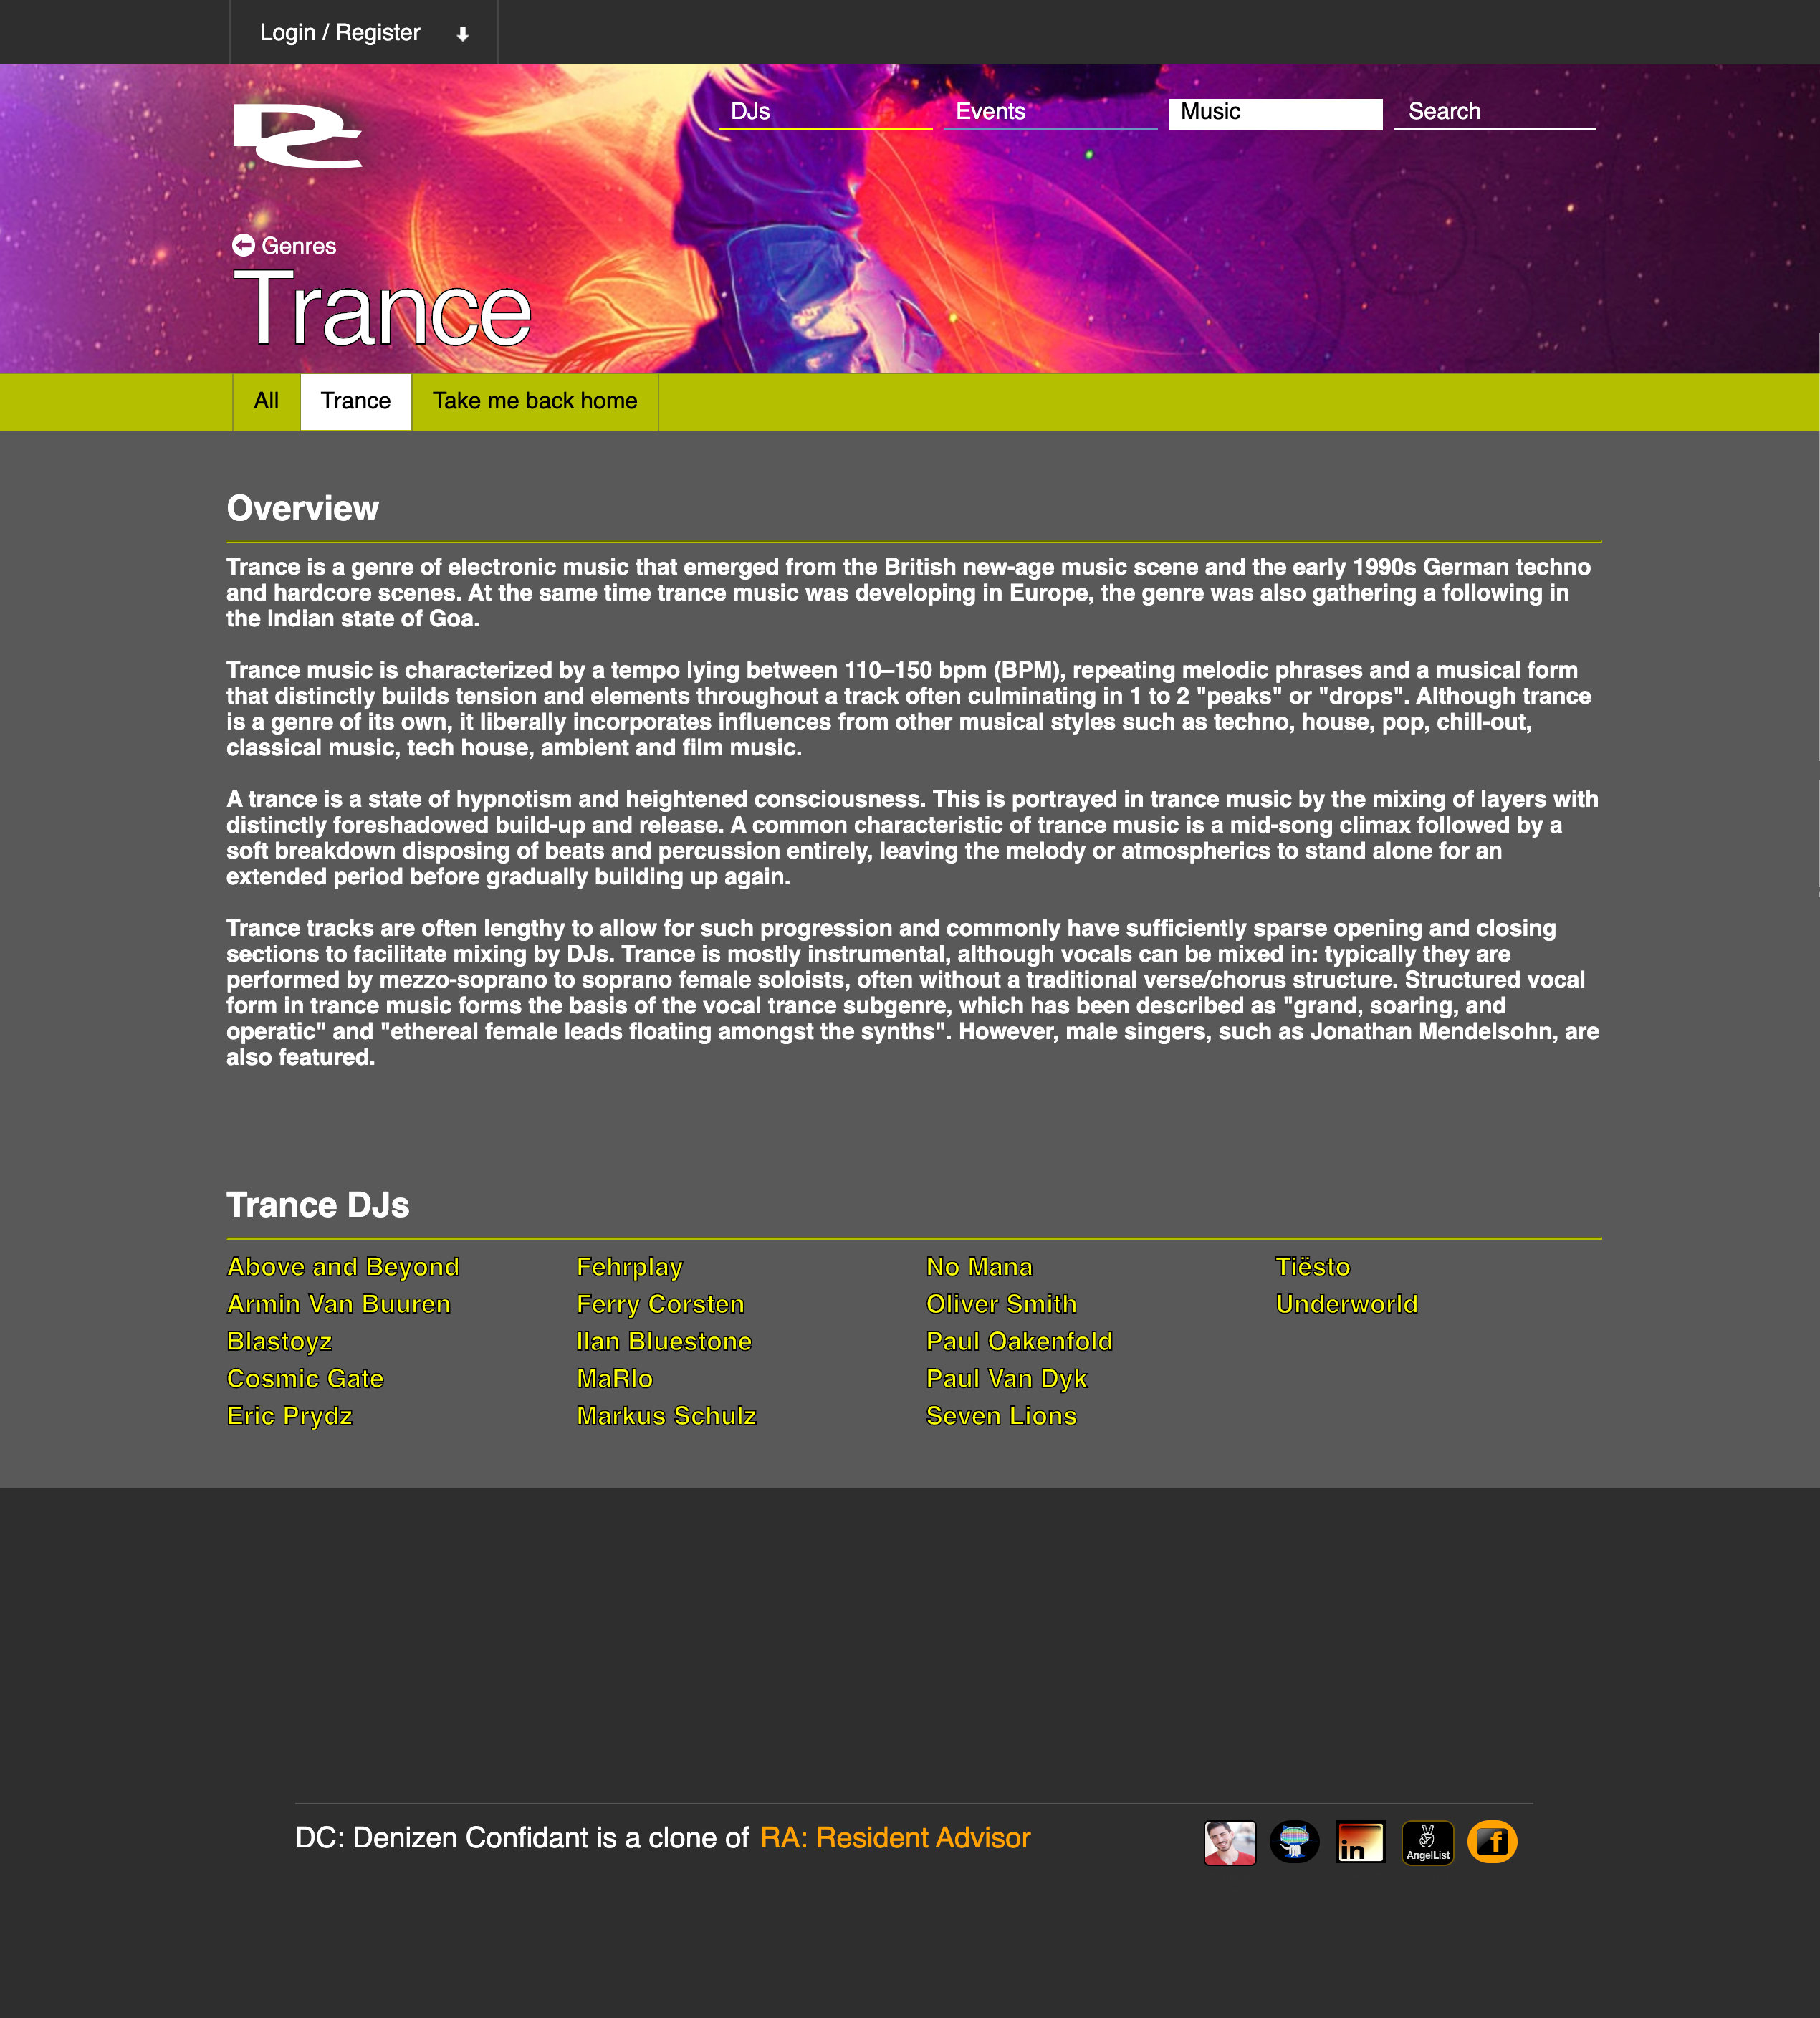 Login / Register
DC
DJs
Events
Music
Search
Genres
Trance
All
Trance
Take me back home
Overview
Trance is a genre of electronic music that emerged from the British new-age music scene and the early 1990s German techno
and hardcore scenes. At the same time trance music was developing in Europe, the genre was also gathering a following in
the Indian state of Goa.
Trance music is characterized by a tempo lying between 110–150 bpm (BPM), repeating melodic phrases and a musical form
that distinctly builds tension and elements throughout a track often culminating in 1 to 2 "peaks" or "drops". Although trance
is a genre of its own, it liberally incorporates influences from other musical styles such as techno, house, pop, chill-out,
classical music, tech house, ambient and film music.
A trance is a state of hypnotism and heightened consciousness. This is portrayed in trance music by the mixing of layers with
distinctly foreshadowed build-up and release. A common characteristic of trance music is a mid-song climax followed by a
soft breakdown disposing of beats and percussion entirely, leaving the melody or atmospherics to stand alone for an
extended period before gradually building up again.
Trance tracks are often lengthy to allow for such progression and commonly have sufficiently sparse opening and closing
sections to facilitate mixing by DJs. Trance is mostly instrumental, although vocals can be mixed in: typically they are
performed by mezzo-soprano to soprano female soloists, often without a traditional verse/chorus structure. Structured vocal
form in trance music forms the basis of the vocal trance subgenre, which has been described as "grand, soaring, and
operatic" and "ethereal female leads floating amongst the synths". However, male singers, such as Jonathan Mendelsohn, are
also featured.
Trance DJs
Above and Beyond
Armin Van Buuren
Blastoyz
Cosmic Gate
Eric Prydz
Fehrplay
Ferry Corsten
Ilan Bluestone
MaRlo
Markus Schulz
No Mana
Oliver Smith
Paul Oakenfold
Paul Van Dyk
Seven Lions
Tiësto
Underworld
DC: Denizen Confidant is a clone of RA: Resident Advisor
in
AngelList
f